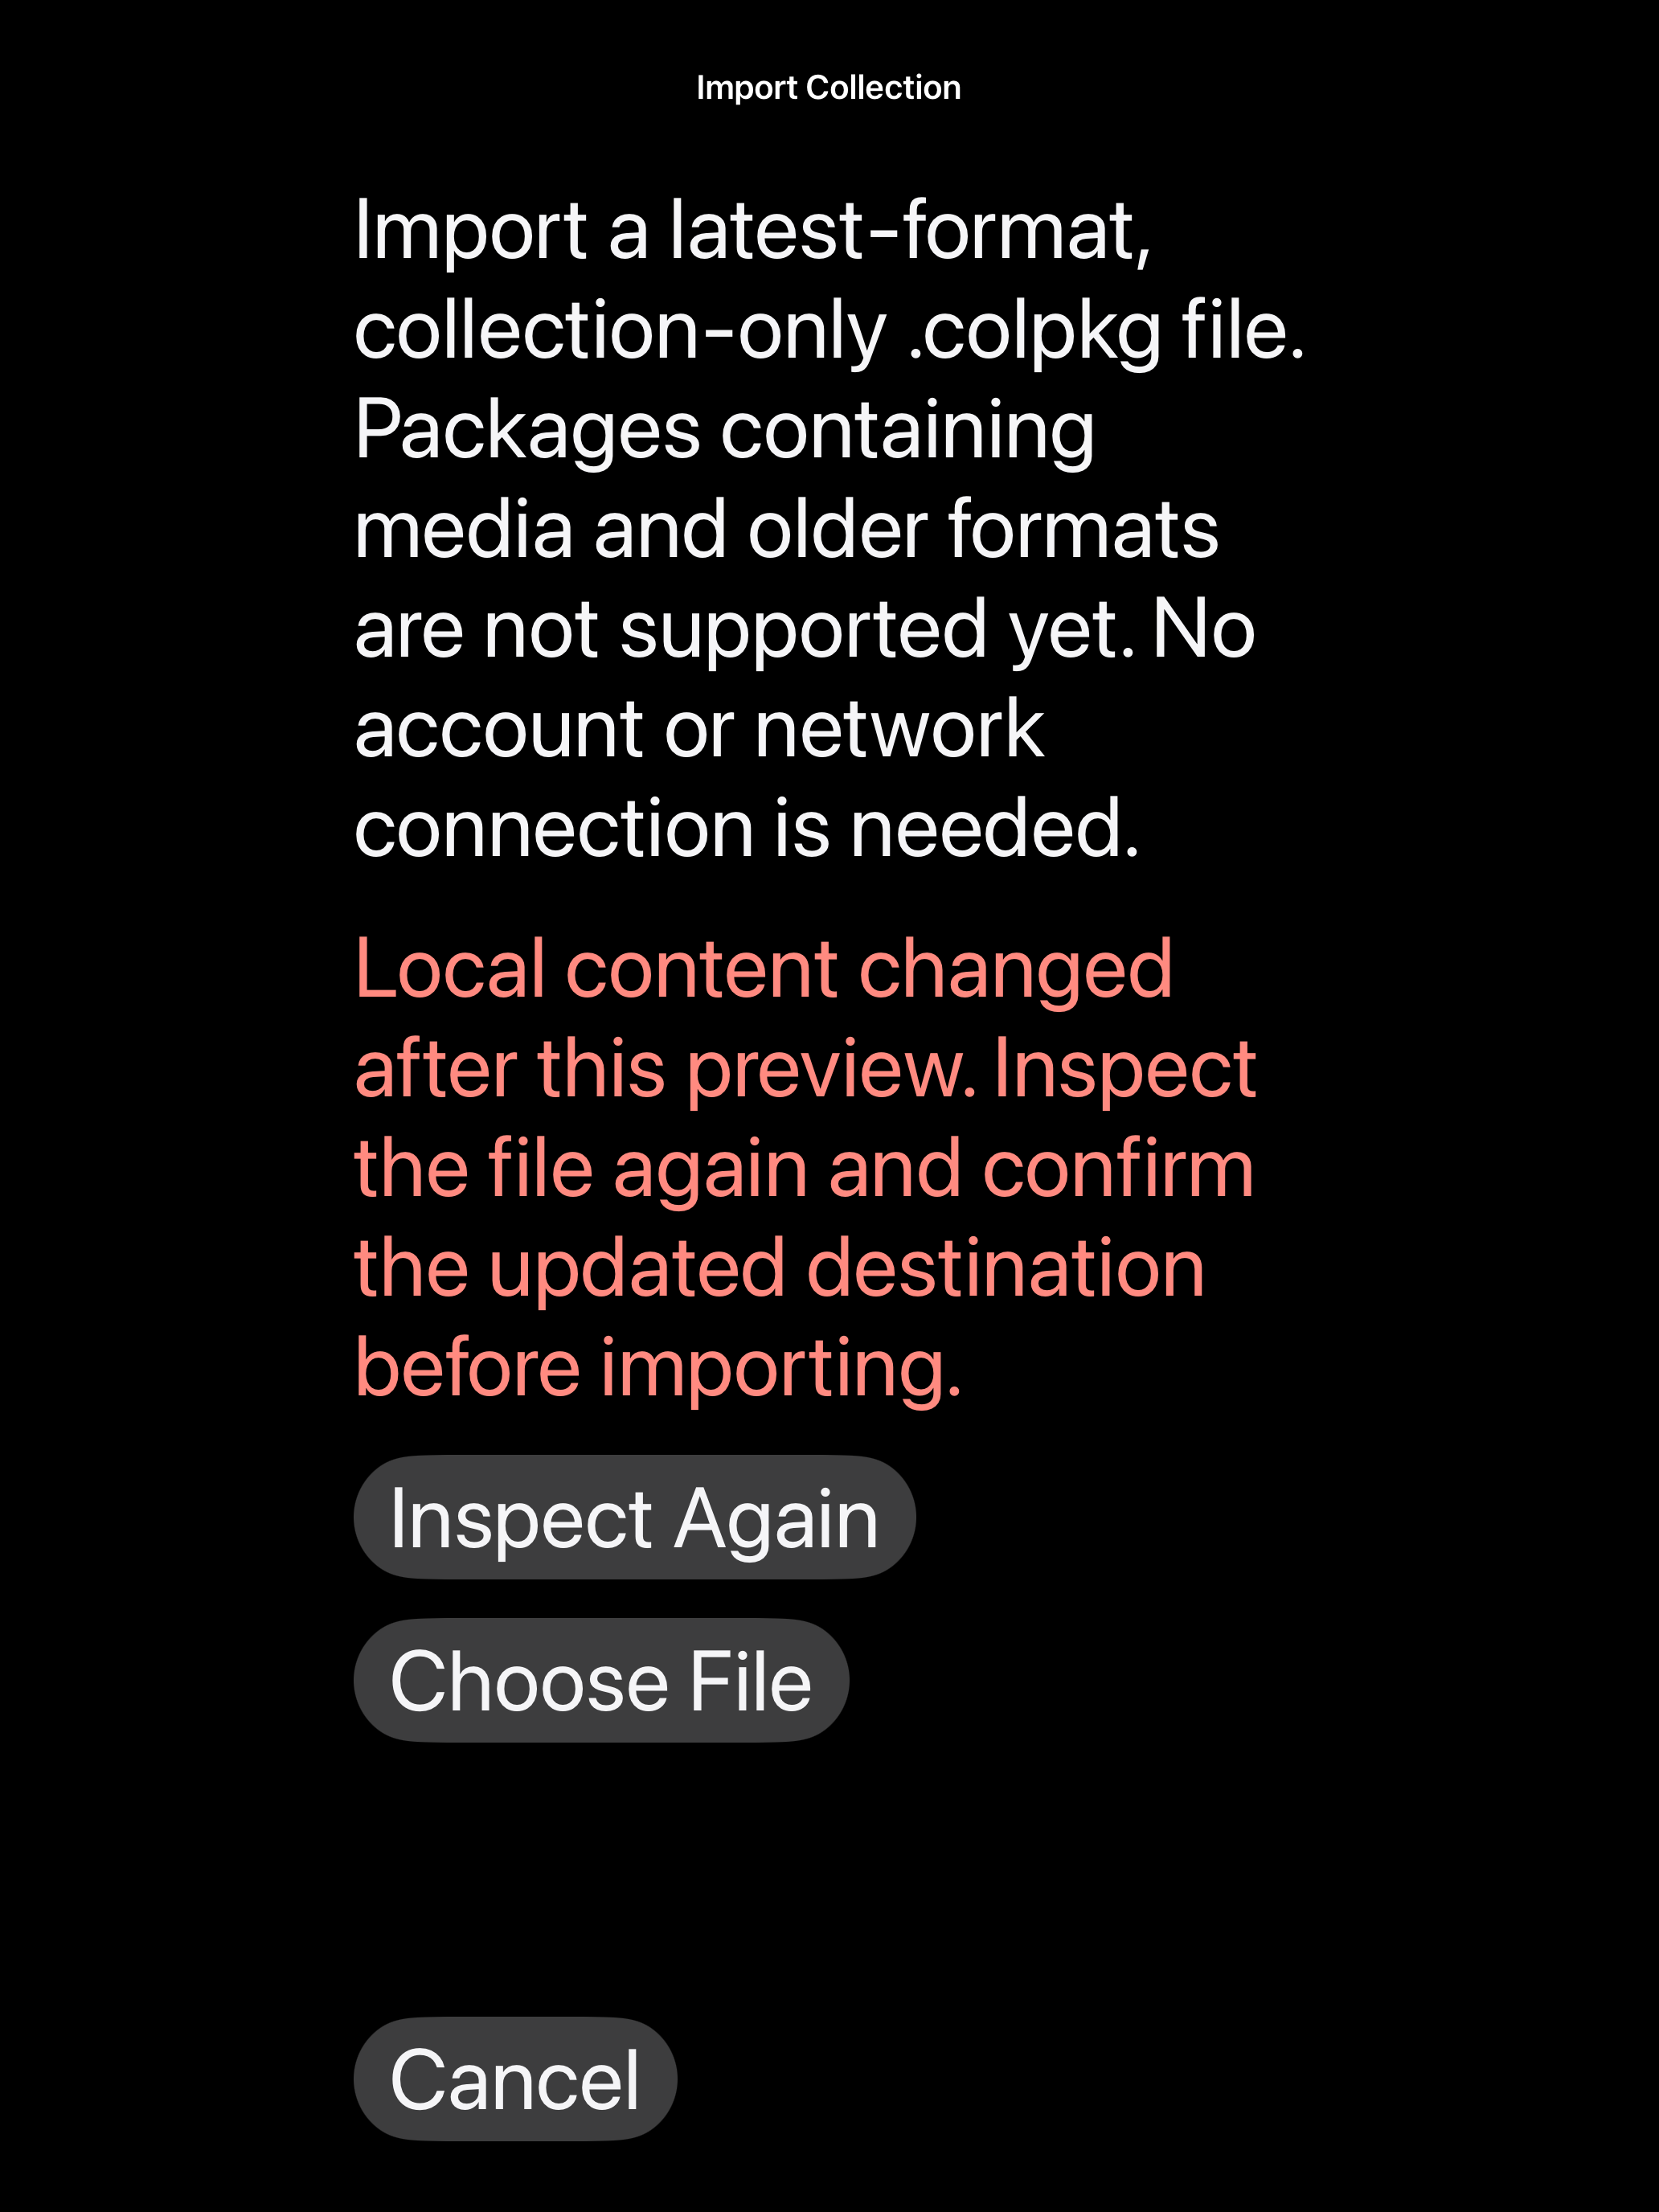 Import Collection
Import a latest-format,
collection-only .colpkg file.
Packages containing
media and older formats
are not supported yet. No
account or network
connection is needed.
Local content changed
after this preview. Inspect
the file again and confirm
the updated destination
before importing.
Inspect Again
Choose File
Cancel